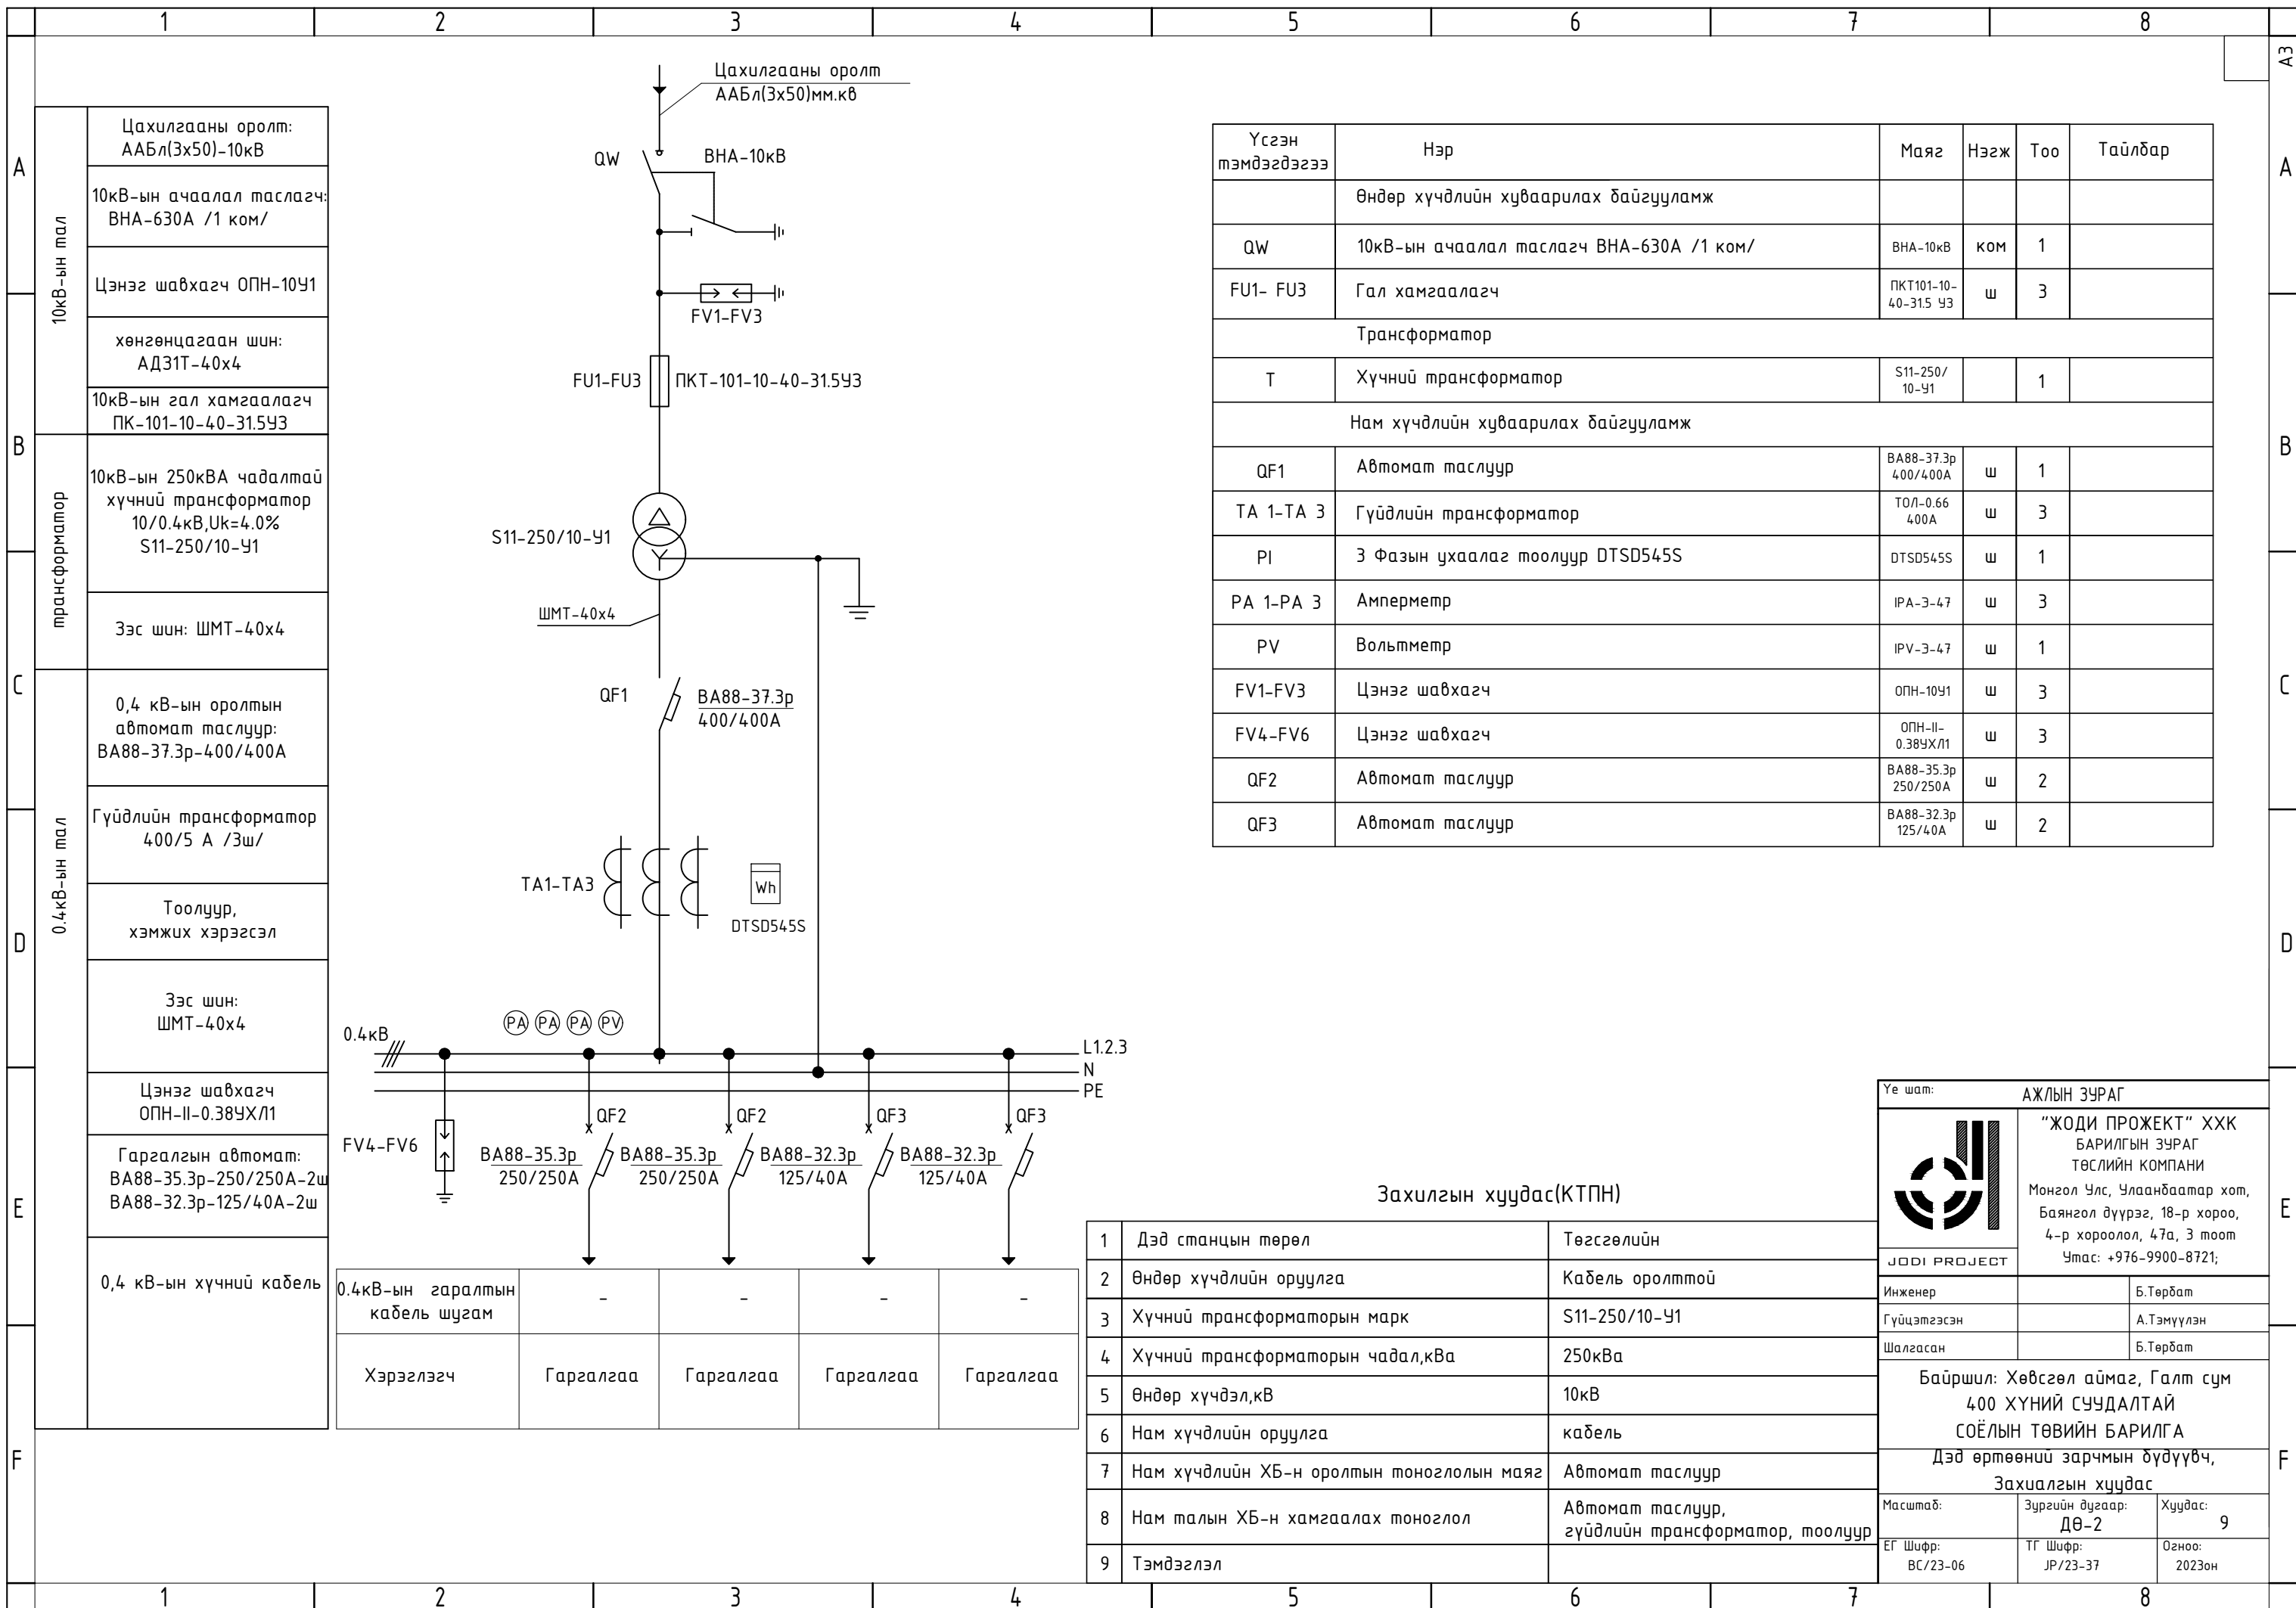 1 2 3 4 5 6 7 8
A3
A
B
C
D
E
F
10кВ-ын тал
Цахилгааны оролт:
ААБл(3x50)-10кВ
10кВ-ын ачаалал таслагч:
ВНА-630А /1 ком/
Цэнэг шавхагч ОПН-10У1
хөнгөнцагаан шин:
АД31Т-40x4
10кВ-ын гал хамгаалагч
ПК-101-10-40-31.5УЗ
трансформатор
10кВ-ын 250кВА чадалтай
хүчний трансформатор
10/0.4кВ,Uk=4.0%
S11-250/10-У1
Зэс шин: ШМТ-40x4
0.4кВ-ын тал
0,4 кВ-ын оролтын
автомат таслуур:
ВА88-37.3р-400/400А
Гүйдлийн трансформатор
400/5 А /3ш/
Тоолуур,
хэмжих хэрэгсэл
Зэс шин:
ШМТ-40x4
Цэнэг шавхагч
ОПН-II-0.38УХЛ1
Гаргалгын автомат:
ВА88-35.3р-250/250А-2ш
ВА88-32.3р-125/40А-2ш
0,4 кВ-ын хүчний кабель
Цахилгааны оролт
ААБл(3x50)мм.кв
QW
ВНА-10кВ
FV1-FV3
FU1-FU3
ПКТ-101-10-40-31.5УЗ
S11-250/10-У1
ШМТ-40x4
QF1
ВА88-37.3р
400/400А
ТА1-ТА3
Wh
DTSD545S
PA PA PA PV
0.4кВ
L1.2.3
N
PE
FV4-FV6
QF2
ВА88-35.3р
250/250А
QF2
ВА88-35.3р
250/250А
QF3
ВА88-32.3р
125/40А
QF3
ВА88-32.3р
125/40А
0.4кВ-ын гаралтын
кабель шугам
- - - -
Хэрэглэгч Гаргалгаа Гаргалгаа Гаргалгаа Гаргалгаа
Үсгэн
тэмдэгдэгээ
Нэр Маяг Нэгж Тоо Тайлбар
Өндөр хүчдлийн хуваарилах байгууламж
QW 10кВ-ын ачаалал таслагч ВНА-630А /1 ком/ ВНА-10кВ ком 1
FU1- FU3 Гал хамгаалагч ПКТ101-10-
40-31.5 УЗ ш 3
Трансформатор
T Хүчний трансформатор S11-250/
10-У1 1
Нам хүчдлийн хуваарилах байгууламж
QF1 Автомат таслуур ВА88-37.3р
400/400А ш 1
ТА 1-ТА 3 Гүйдлийн трансформатор ТОЛ-0.66
400А ш 3
PI 3 Фазын ухаалаг тоолуур DTSD545S DTSD545S ш 1
PA 1-PA 3 Амперметр IPA-Э-47 ш 3
PV Вольтметр IPV-Э-47 ш 1
FV1-FV3 Цэнэг шавхагч ОПН-10У1 ш 3
FV4-FV6 Цэнэг шавхагч ОПН-II-
0.38УХЛ1 ш 3
QF2 Автомат таслуур ВА88-35.3р
250/250А ш 2
QF3 Автомат таслуур ВА88-32.3р
125/40А ш 2
Захилгын хуудас(КТПН)
1 Дэд станцын төрөл Төгсгөлийн
2 Өндөр хүчдлийн оруулга Кабель оролттой
3 Хүчний трансформаторын марк S11-250/10-У1
4 Хүчний трансформаторын чадал,кВа 250кВа
5 Өндөр хүчдэл,кВ 10кВ
6 Нам хүчдлийн оруулга кабель
7 Нам хүчдлийн ХБ-н оролтын тоноглолын маяг Автомат таслуур
8 Нам талын ХБ-н хамгаалах тоноглол Автомат таслуур,
гүйдлийн трансформатор, тоолуур
9 Тэмдэглэл
Үе шат: АЖЛЫН ЗУРАГ
JODI PROJECT
"ЖОДИ ПРОЖЕКТ" ХХК
БАРИЛГЫН ЗУРАГ
ТӨСЛИЙН КОМПАНИ
Монгол Улс, Улаанбаатар хот,
Баянгол дүүрэг, 18-р хороо,
4-р хороолол, 47а, 3 тоот
Утас: +976-9900-8721;
Инженер Б.Төрбат
Гүйцэтгэсэн А.Тэмүүлэн
Шалгасан Б.Төрбат
Байршил: Хөвсгөл аймаг, Галт сум
400 ХҮНИЙ СУУДАЛТАЙ
СОЁЛЫН ТӨВИЙН БАРИЛГА
Дэд өртөөний зарчмын бүдүүвч,
Захиалгын хуудас
Масштаб: Зургийн дугаар: Хуудас:
ДӨ-2 9
ЕГ Шифр: ТГ Шифр: Огноо:
ВС/23-06 JP/23-37 2023он
A
B
C
D
E
F
1 2 3 4 5 6 7 8